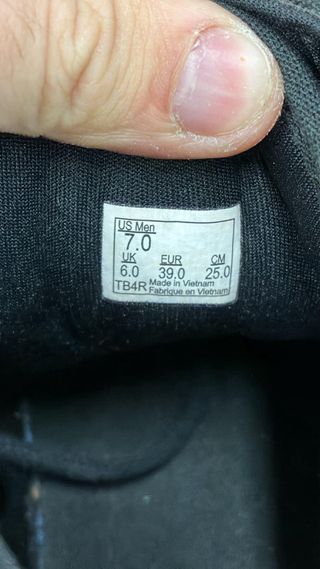 US Men
7.0
UK EUR CM
6.0 39.0 25.0
TB4R Made in Vietnam
Fabrique en Vietnam